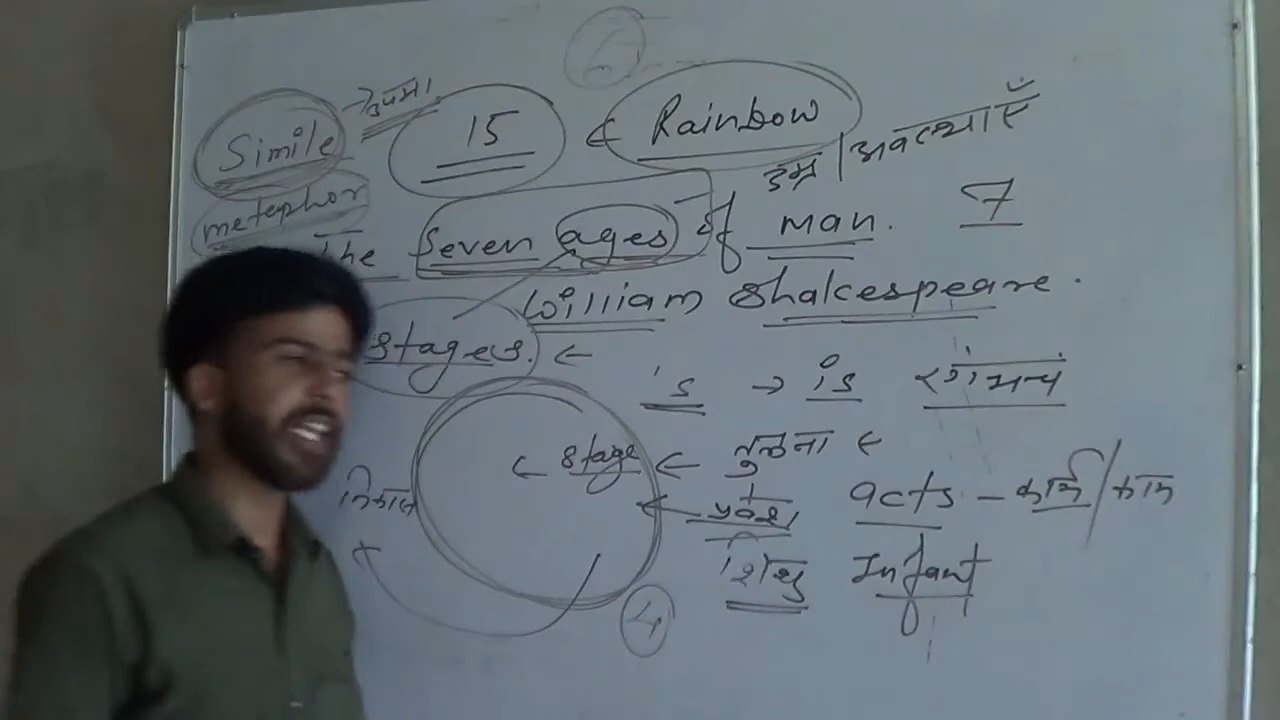 Simile → उपमा 15 ← Rainbow
metaphor उम्र / अवस्थाएँ
The Seven ages of man. 7
William Shakespeare.
stages. ←
's → is रंगमंच
← stage ← तुलना ←
निकास ← प्रवेश acts - कार्य / काम
शिशु Infant
4